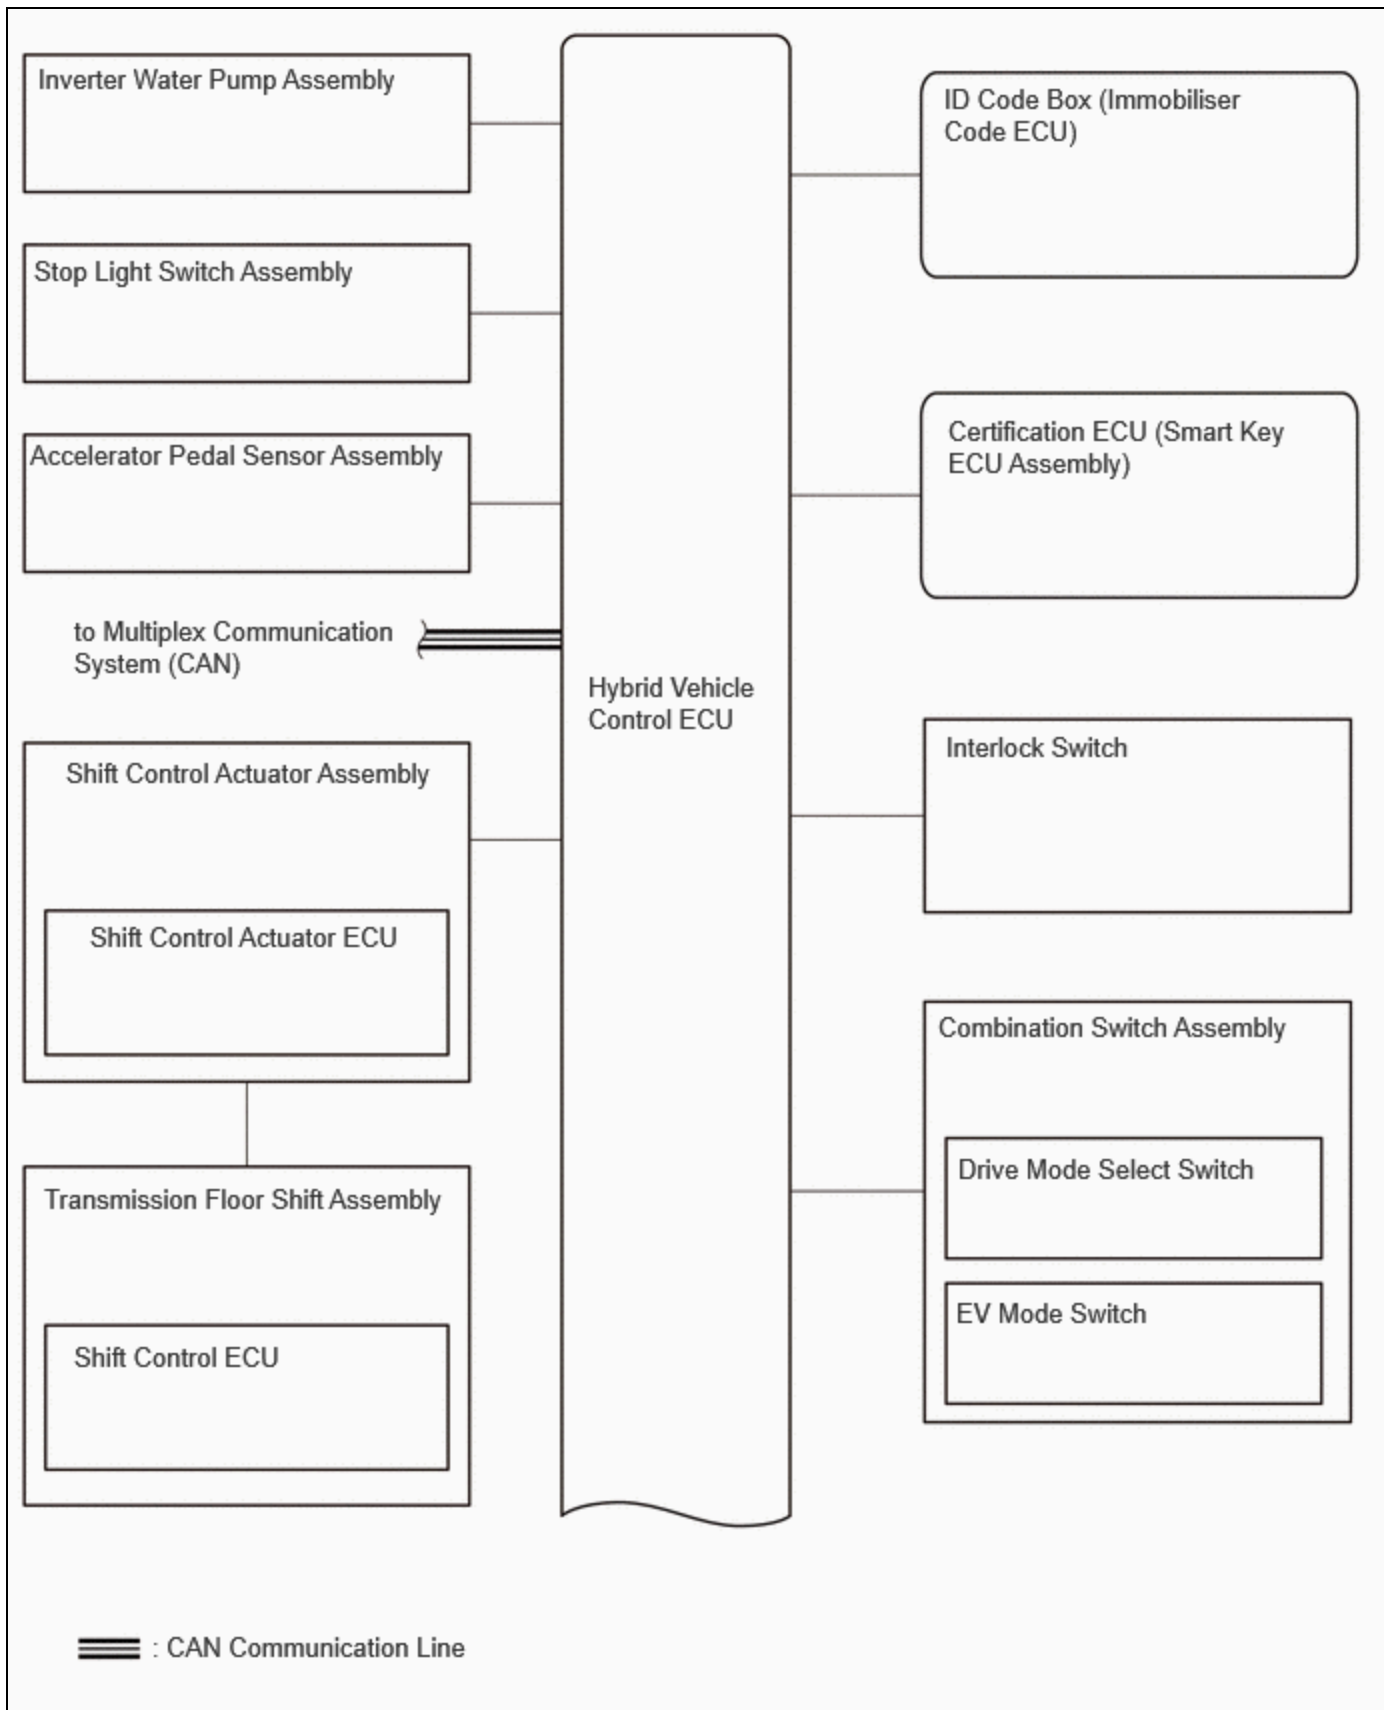 Inverter Water Pump Assembly
Stop Light Switch Assembly
Accelerator Pedal Sensor Assembly
to Multiplex Communication
System (CAN)
Shift Control Actuator Assembly
Shift Control Actuator ECU
Transmission Floor Shift Assembly
Shift Control ECU
Hybrid Vehicle
Control ECU
ID Code Box (Immobiliser
Code ECU)
Certification ECU (Smart Key
ECU Assembly)
Interlock Switch
Combination Switch Assembly
Drive Mode Select Switch
EV Mode Switch
: CAN Communication Line